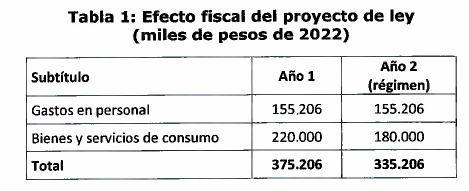 Tabla 1: Efecto fiscal del proyecto de ley
(miles de pesos de 2022)
Subtítulo Año 1 Año 2 (régimen)
Gastos en personal 155.206 155.206
Bienes y servicios de consumo 220.000 180.000
Total 375.206 335.206